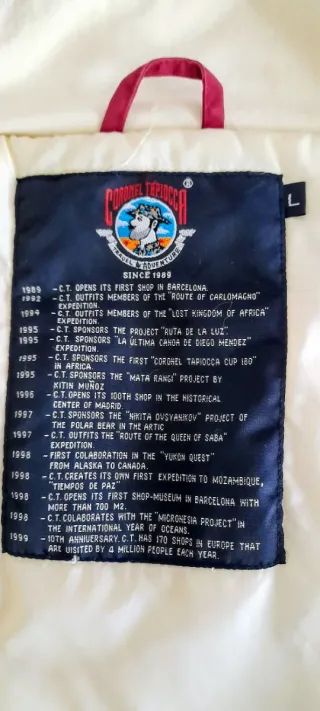 CORONEL TAPIOCCA ®
TRAVEL & ADVENTURE
SINCE 1989
L
1989 - C.T. OPENS ITS FIRST SHOP IN BARCELONA.
1992 - C.T. OUTFITS MEMBERS OF THE "ROUTE OF CARLOMAGNO"
EXPEDITION.
1994 - C.T. OUTFITS MEMBERS OF THE "LOST KINGDOM OF AFRICA"
EXPEDITION
1995 - C.T. SPONSORS THE PROJECT "RUTA DE LA LUZ".
1995 - C.T. SPONSORS "LA ÚLTIMA CANOA DE DIEGO MENDEZ"
EXPEDITION.
1995 - C.T. SPONSORS THE FIRST "CORONEL TAPIOCCA CUP 180"
IN AFRICA.
1995 - C.T. SPONSORS THE "MATA RANGI" PROJECT BY
KITIN MUÑOZ
1996 - C.T. OPENS ITS 100TH SHOP IN THE HISTORICAL
CENTER OF MADRID.
1997 - C.T. SPONSORS THE "NIKITA OVSYANIKOV" PROJECT OF
THE POLAR BEAR IN THE ARTIC
1997 - C.T. OUTFITS THE "ROUTE OF THE QUEEN OF SABA"
EXPEDITION.
1998 - FIRST COLABORATION IN THE "YUKON QUEST"
FROM ALASKA TO CANADA.
1998 - C.T. CREATES ITS OWN FIRST EXPEDITION TO MOZAMBIQUE,
"TIEMPOS DE PAZ"
1998 - C.T. OPENS ITS FIRST SHOP-MUSEUM IN BARCELONA WITH
MORE THAN 700 M2.
1998 - C.T. COLABORATES WITH THE "MICRONESIA PROJECT" IN
THE INTERNATIONAL YEAR OF OCEANS.
1999 - 10TH ANNIVERSARY. C.T. HAS 170 SHOPS IN EUROPE THAT
ARE VISITED BY 4 MILLION PEOPLE EACH YEAR.